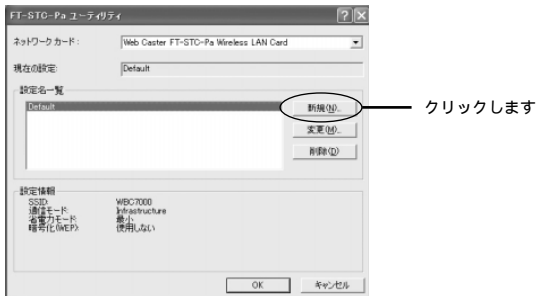 FT-STC-Pa ユーティリティ
ネットワークカード:
Web Caster FT-STC-Pa Wireless LAN Card
現在の設定:
Default
設定名一覧
Default
新規(N)...
クリックします
変更(M)...
削除(D)
設定情報
SSID: WBC7000
通信モード: Infrastructure
省電力モード: 最小
暗号化(WEP): 使用しない
OK
キャンセル